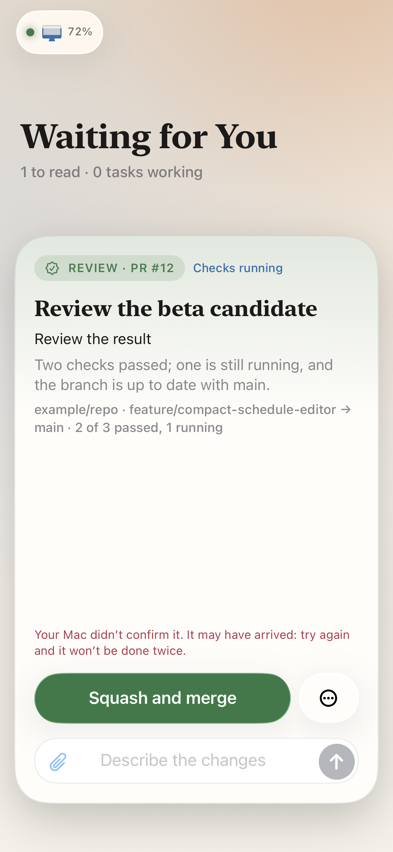 72%
Waiting for You
1 to read · 0 tasks working
REVIEW · PR #12 Checks running
Review the beta candidate
Review the result
Two checks passed; one is still running, and
the branch is up to date with main.
example/repo · feature/compact-schedule-editor →
main · 2 of 3 passed, 1 running
Your Mac didn’t confirm it. It may have arrived: try again
and it won’t be done twice.
Squash and merge
Describe the changes